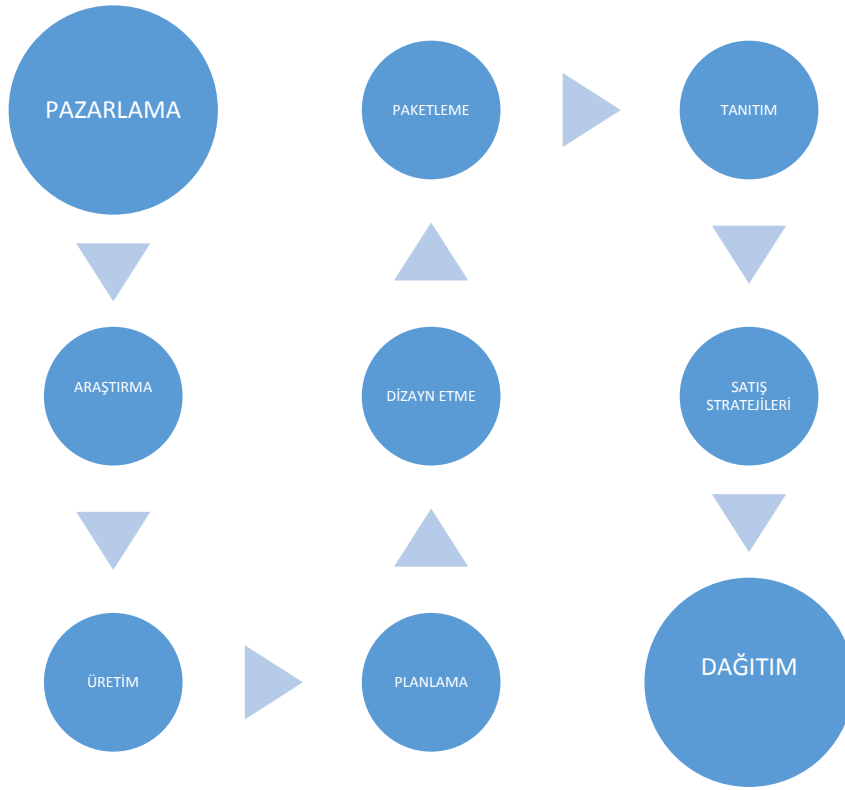 PAZARLAMA
ARAŞTIRMA
ÜRETİM
PLANLAMA
DİZAYN ETME
PAKETLEME
TANITIM
SATIŞ
STRATEJİLERİ
DAĞITIM